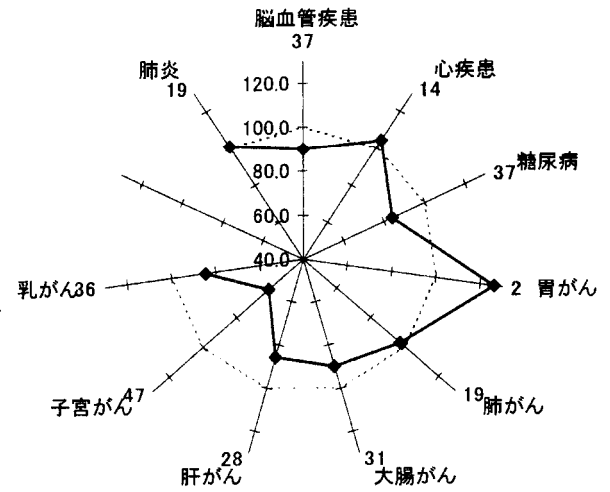 脳血管疾患
37
肺炎
19
心疾患
14
120.0
100.0
80.0
60.0
40.0
37 糖尿病
2 胃がん
乳がん36
19 肺がん
子宮がん47
28
肝がん
31
大腸がん